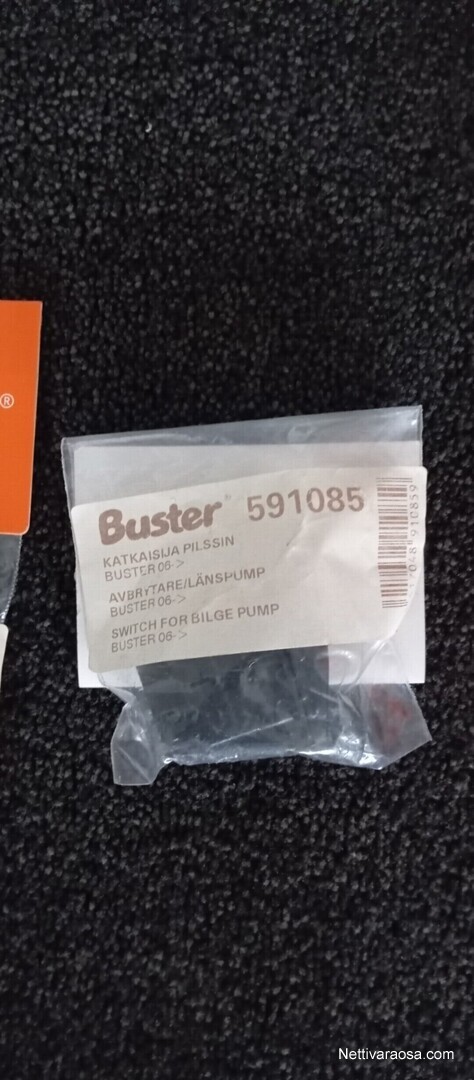 ®
Buster 591085
KATKAISIJA PILSSIN
BUSTER 06->
AVBRYTARE/LÄNSPUMP
BUSTER 06->
SWITCH FOR BILGE PUMP
BUSTER 06->
Nettivaraosa.com